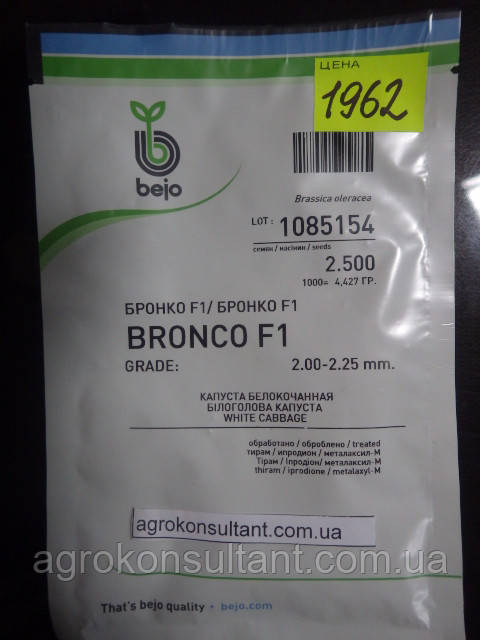 ЦЕНА
1962
bejo
Brassica oleracea
LOT: 1085154
семян / насінин / seeds
2.500
1000= 4,427 ГР.
БРОНКО F1/ БРОНКО F1
BRONCO F1
GRADE: 2.00-2.25 mm.
КАПУСТА БЕЛОКОЧАННАЯ
БІЛОГОЛОВА КАПУСТА
WHITE CABBAGE
обработано / оброблено / treated
тирам / ипродион / металаксил-М
Тірам / Іпродіон/ металаксил-М
thiram / iprodione / metalaxyl-M
agrokonsultant.com.ua
agrokonsultant.com.ua
That's bejo quality • bejo.com